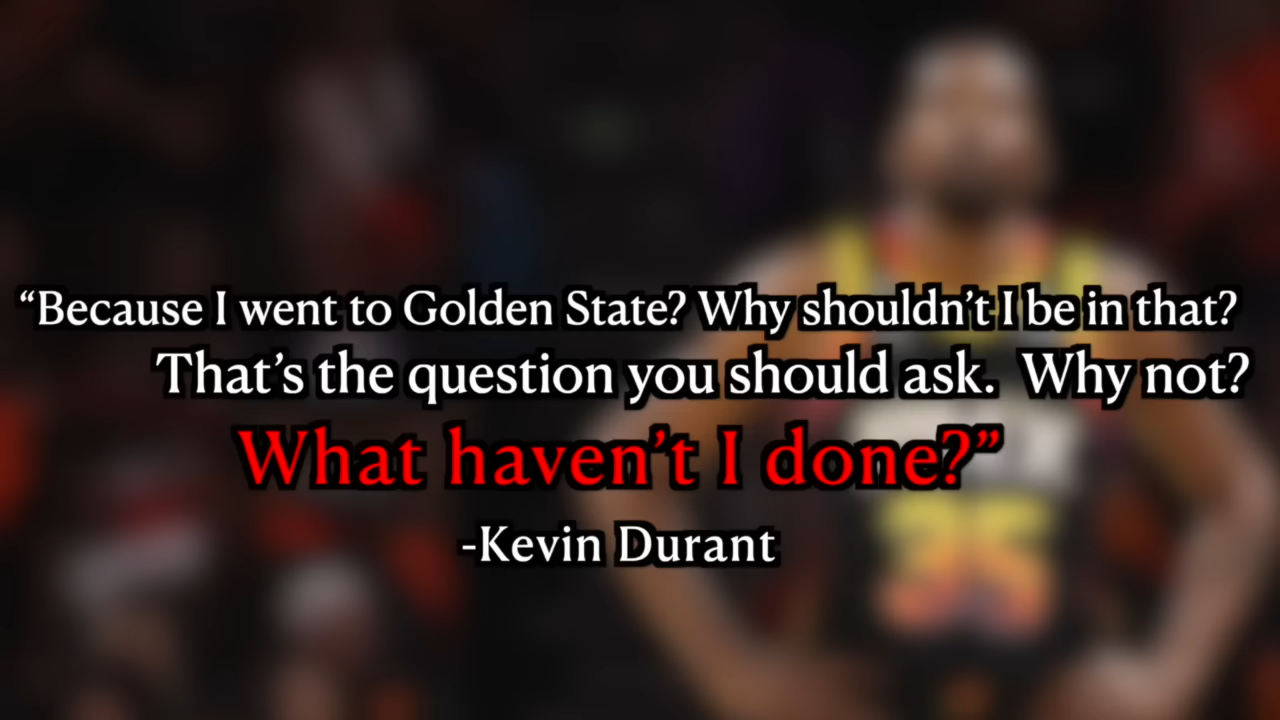 “Because I went to Golden State? Why shouldn’t I be in that?
That’s the question you should ask.  Why not?
What haven’t I done?”
-Kevin Durant